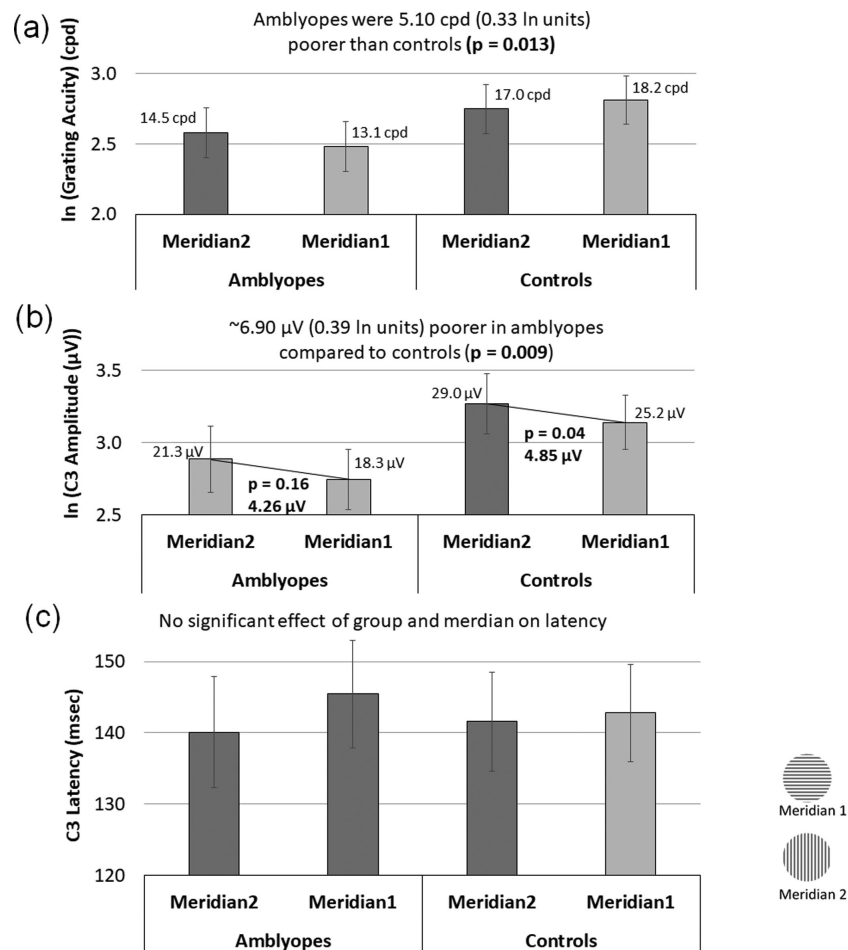 (a)
Amblyopes were 5.10 cpd (0.33 ln units)
poorer than controls (p = 0.013)
ln (Grating Acuity) (cpd)
3.0
2.5
2.0
14.5 cpd
13.1 cpd
17.0 cpd
18.2 cpd
Meridian2 Meridian1 Meridian2 Meridian1
Amblyopes Controls
(b)
~6.90 µV (0.39 ln units) poorer in amblyopes
compared to controls (p = 0.009)
ln (C3 Amplitude (µV))
3.5
3.0
2.5
21.3 µV
18.3 µV
p = 0.16
4.26 µV
29.0 µV
25.2 µV
p = 0.04
4.85 µV
Meridian2 Meridian1 Meridian2 Meridian1
Amblyopes Controls
(c)
No significant effect of group and merdian on latency
C3 Latency (msec)
150
140
130
120
Meridian2 Meridian1 Meridian2 Meridian1
Amblyopes Controls
Meridian 1
Meridian 2